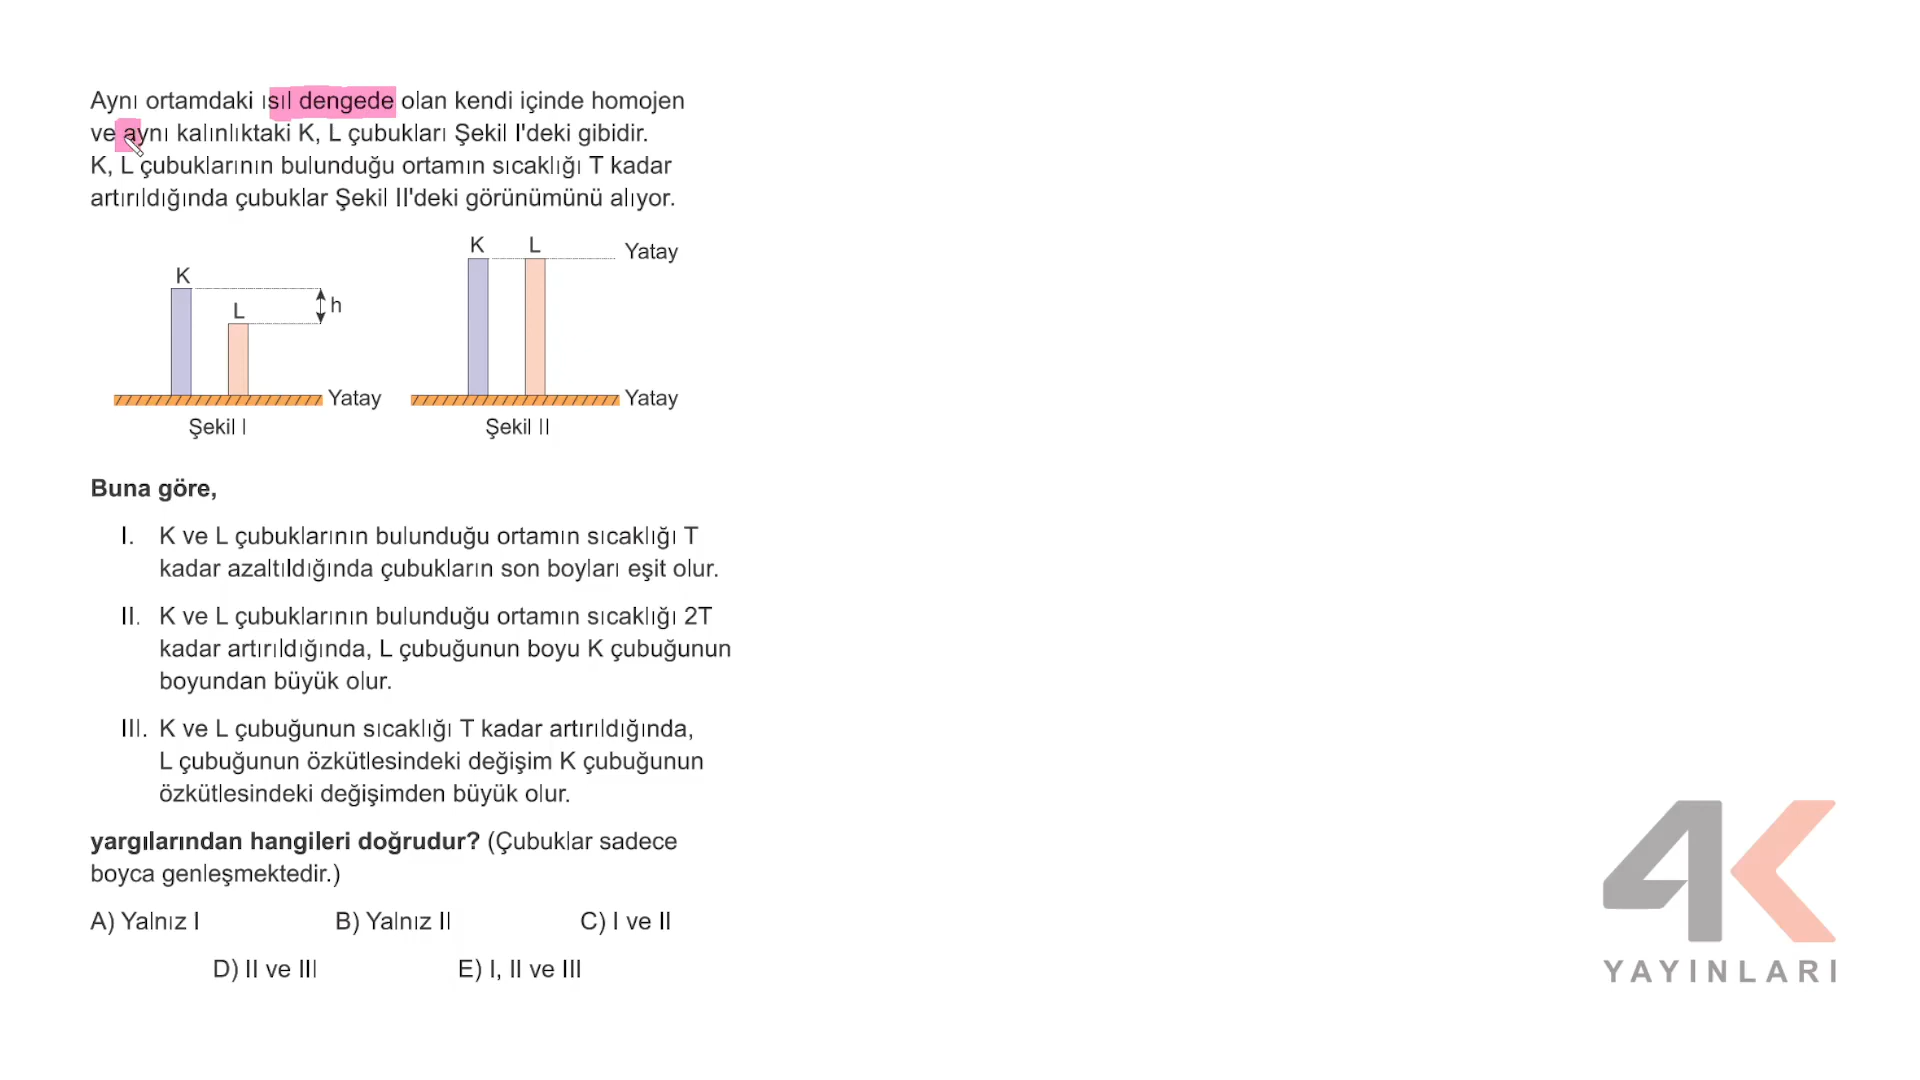 Aynı ortamdaki ısıl dengede olan kendi içinde homojen
ve aynı kalınlıktaki K, L çubukları Şekil I'deki gibidir.
K, L çubuklarının bulunduğu ortamın sıcaklığı T kadar
artırıldığında çubuklar Şekil II'deki görünümünü alıyor.
K L Yatay
K
L h
Yatay Yatay
Şekil I Şekil II
Buna göre,
I. K ve L çubuklarının bulunduğu ortamın sıcaklığı T
kadar azaltıldığında çubukların son boyları eşit olur.
II. K ve L çubuklarının bulunduğu ortamın sıcaklığı 2T
kadar artırıldığında, L çubuğunun boyu K çubuğunun
boyundan büyük olur.
III. K ve L çubuğunun sıcaklığı T kadar artırıldığında,
L çubuğunun özkütlesindeki değişim K çubuğunun
özkütlesindeki değişimden büyük olur.
yargılarından hangileri doğrudur? (Çubuklar sadece
boyca genleşmektedir.)
A) Yalnız I B) Yalnız II C) I ve II
D) II ve III E) I, II ve III
4K
YAYINLARI